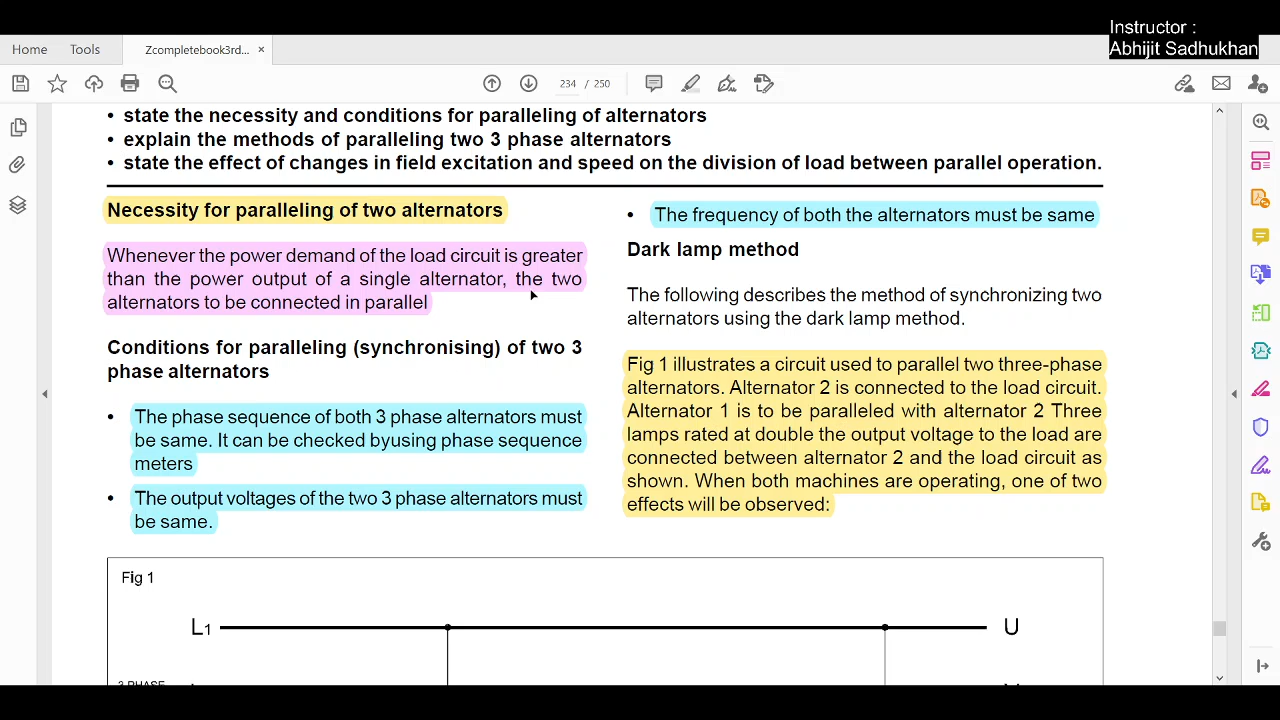 Instructor :
Abhijit Sadhukhan
Home Tools Zcompletebook3rd... ×
234 / 250
• state the necessity and conditions for paralleling of alternators
• explain the methods of paralleling two 3 phase alternators
• state the effect of changes in field excitation and speed on the division of load between parallel operation.
Necessity for paralleling of two alternators
Whenever the power demand of the load circuit is greater
than the power output of a single alternator, the two
alternators to be connected in parallel
Conditions for paralleling (synchronising) of two 3
phase alternators
• The phase sequence of both 3 phase alternators must
be same. It can be checked byusing phase sequence
meters
• The output voltages of the two 3 phase alternators must
be same.
• The frequency of both the alternators must be same
Dark lamp method
The following describes the method of synchronizing two
alternators using the dark lamp method.
Fig 1 illustrates a circuit used to parallel two three-phase
alternators. Alternator 2 is connected to the load circuit.
Alternator 1 is to be paralleled with alternator 2 Three
lamps rated at double the output voltage to the load are
connected between alternator 2 and the load circuit as
shown. When both machines are operating, one of two
effects will be observed:
Fig 1
L1 U
3 PHASE